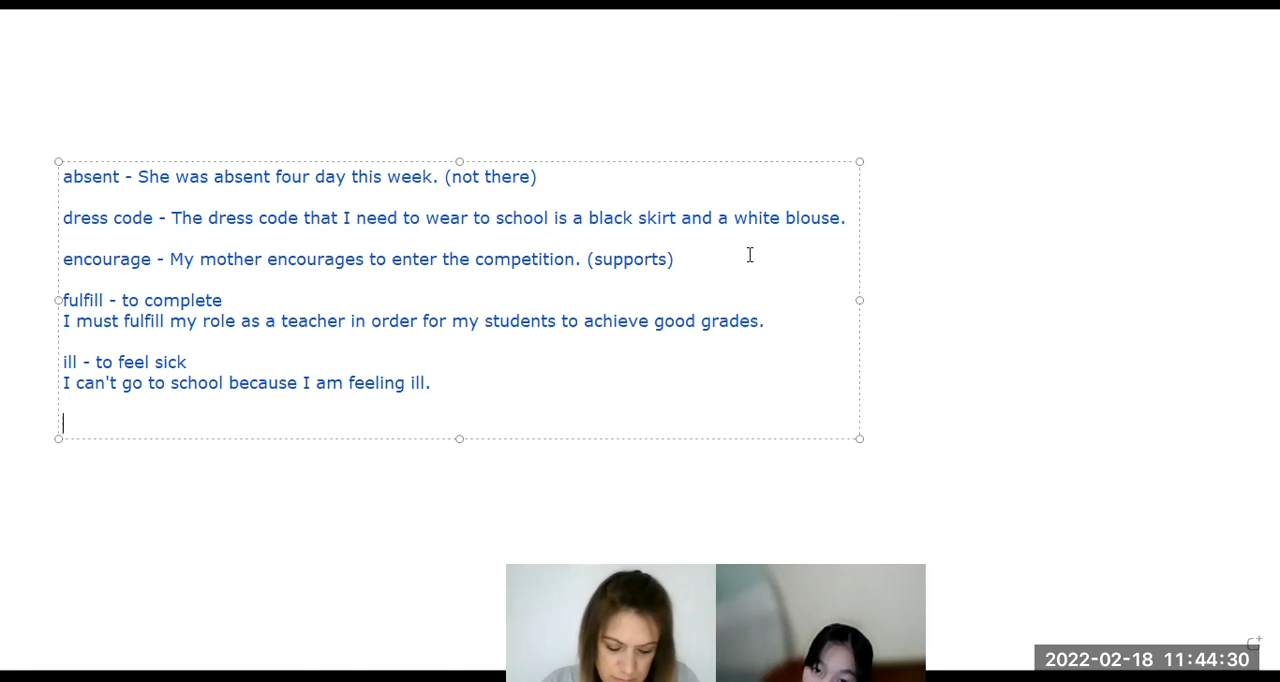 absent - She was absent four day this week. (not there)
dress code - The dress code that I need to wear to school is a black skirt and a white blouse.
encourage - My mother encourages to enter the competition. (supports)
fulfill - to complete
I must fulfill my role as a teacher in order for my students to achieve good grades.
ill - to feel sick
I can't go to school because I am feeling ill.
2022-02-18 11:44:30